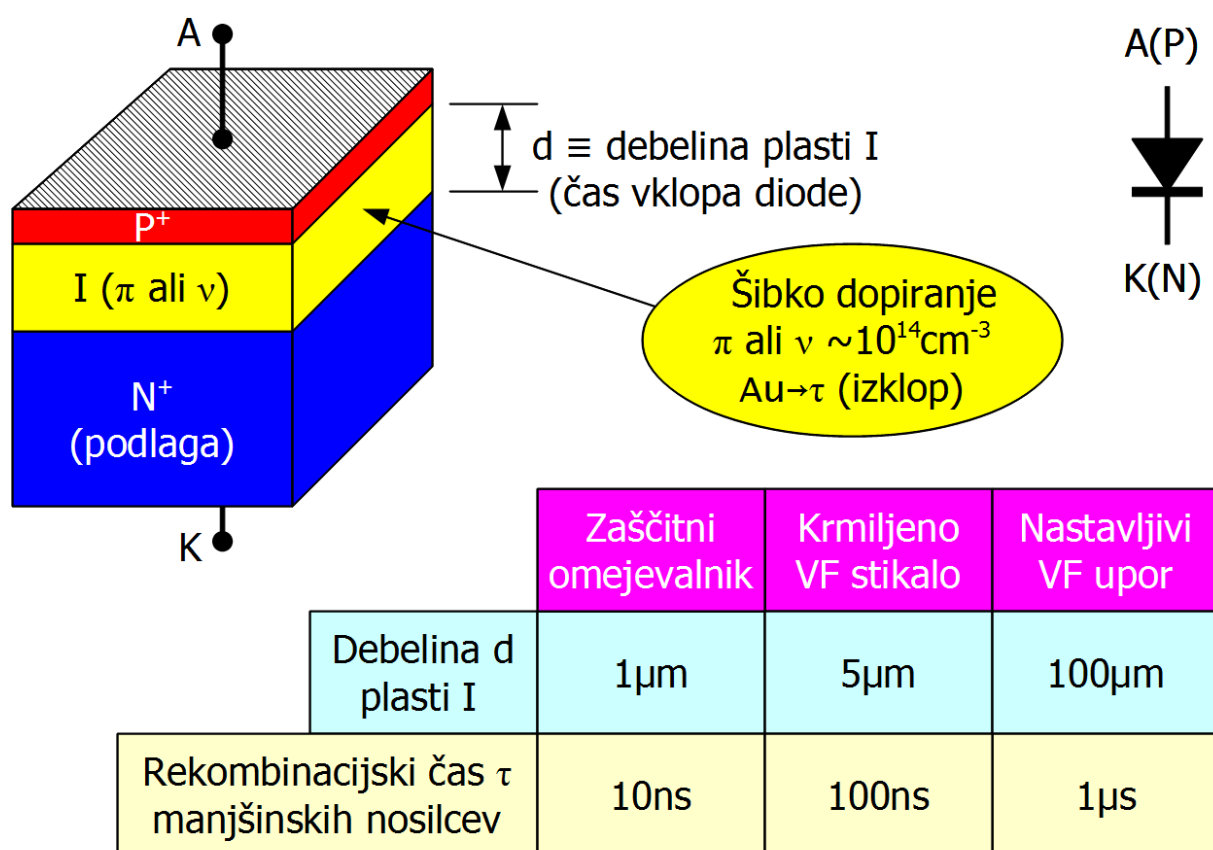 A
A(P)
d ≡ debelina plasti I
(čas vklopa diode)
P⁺
I (π ali ν)
K(N)
Šibko dopiranje
π ali ν ~10¹⁴cm⁻³
Au→τ (izklop)
N⁺
(podlaga)
K
Zaščitni
omejevalnik
Krmiljeno
VF stikalo
Nastavljivi
VF upor
Debelina d
plasti I
1μm
5μm
100μm
Rekombinacijski čas τ
manjšinskih nosilcev
10ns
100ns
1μs